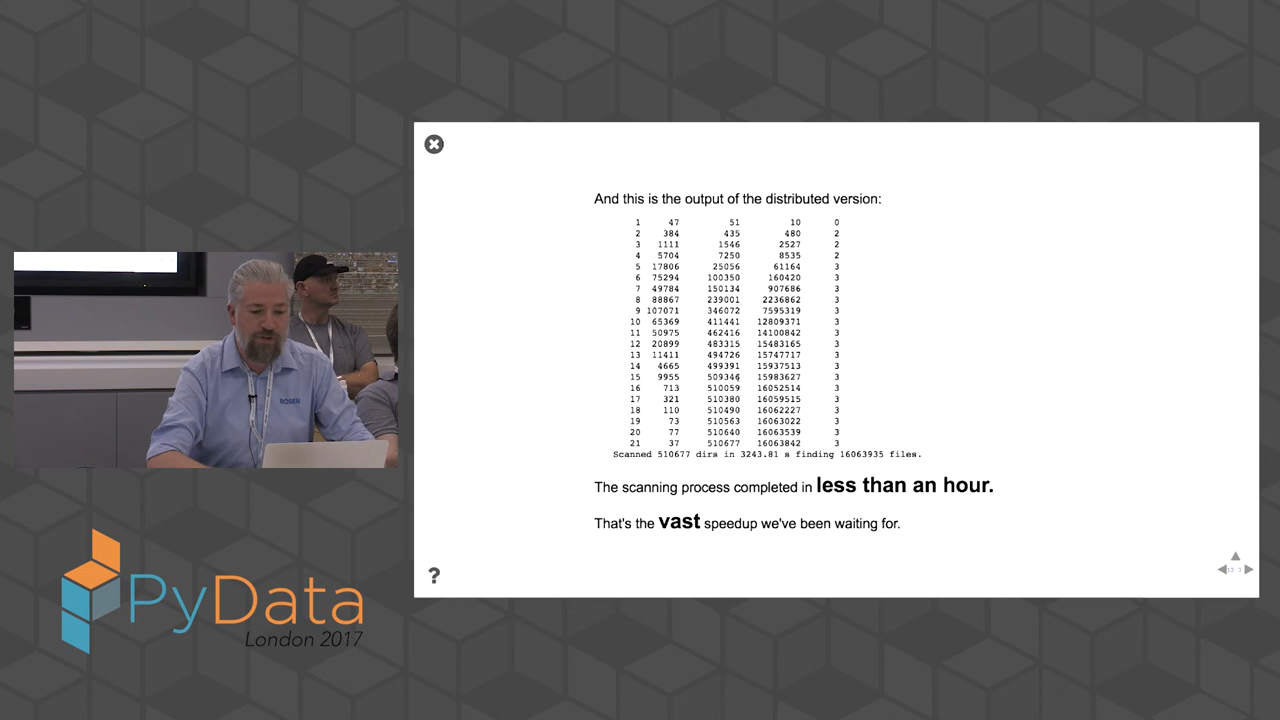 And this is the output of the distributed version:
1 47 51 10 0
2 384 435 480 2
3 1111 1546 2527 2
4 5704 7250 8535 2
5 17806 25056 61164 3
6 75294 100350 160420 3
7 49784 150134 907686 3
8 88867 239001 2236862 3
9 107071 346072 7595319 3
10 65369 411441 12809371 3
11 50975 462416 14100842 3
12 20899 483315 15483165 3
13 11411 494726 15747717 3
14 4665 499391 15937513 3
15 9955 509346 15983627 3
16 713 510059 16052514 3
17 321 510380 16059515 3
18 110 510490 16062227 3
19 73 510563 16063022 3
20 77 510640 16063539 3
21 37 510677 16063842 3
Scanned 510677 dirs in 3243.81 s finding 16063935 files.
The scanning process completed in less than an hour.
That's the vast speedup we've been waiting for.
?
ROSEN
PyData
London 2017